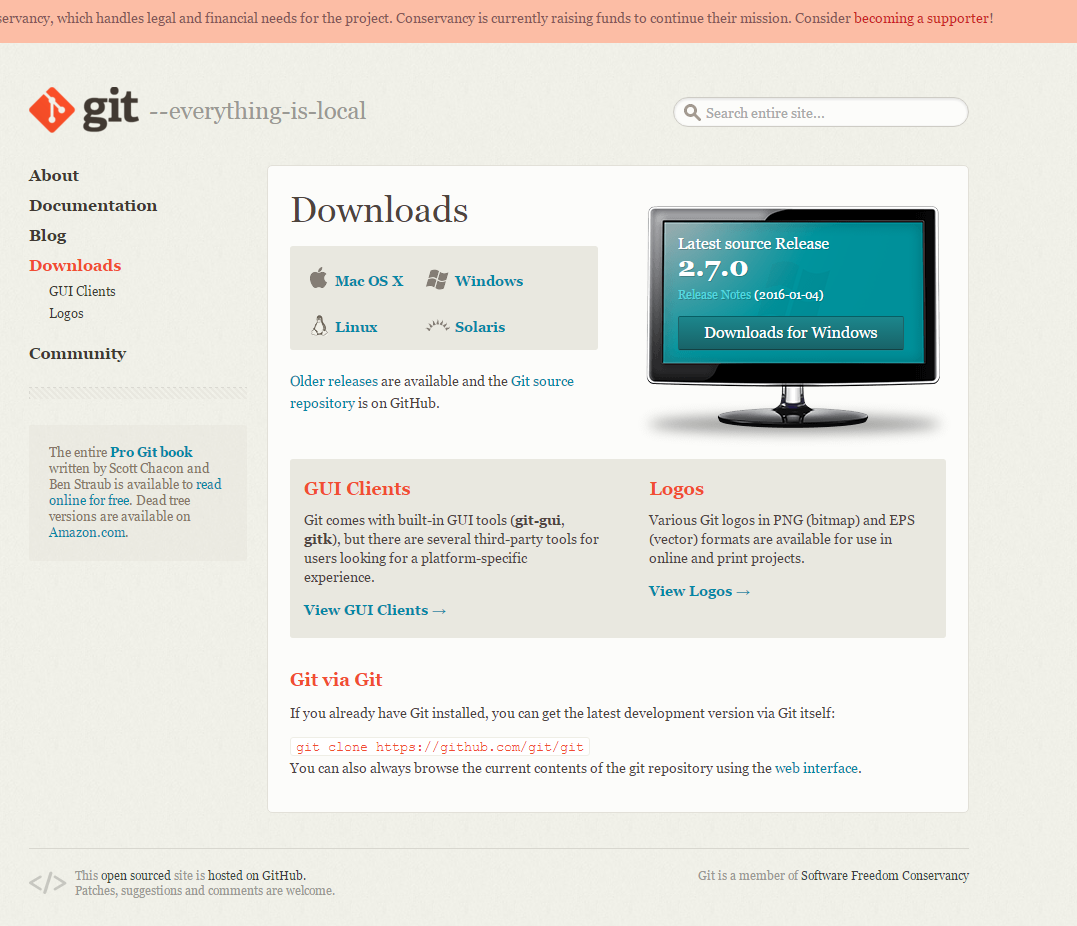 servancy, which handles legal and financial needs for the project. Conservancy is currently raising funds to continue their mission. Consider becoming a supporter!
git --everything-is-local
Search entire site...
About
Documentation
Blog
Downloads
GUI Clients
Logos
Community
The entire Pro Git book
written by Scott Chacon and
Ben Straub is available to read
online for free. Dead tree
versions are available on
Amazon.com.
Downloads
Mac OS X
Windows
Linux
Solaris
Older releases are available and the Git source
repository is on GitHub.
Latest source Release
2.7.0
Release Notes (2016-01-04)
Downloads for Windows
GUI Clients
Git comes with built-in GUI tools (git-gui,
gitk), but there are several third-party tools for
users looking for a platform-specific
experience.
View GUI Clients →
Logos
Various Git logos in PNG (bitmap) and EPS
(vector) formats are available for use in
online and print projects.
View Logos →
Git via Git
If you already have Git installed, you can get the latest development version via Git itself:
git clone https://github.com/git/git
You can also always browse the current contents of the git repository using the web interface.
</>
This open sourced site is hosted on GitHub.
Patches, suggestions and comments are welcome.
Git is a member of Software Freedom Conservancy